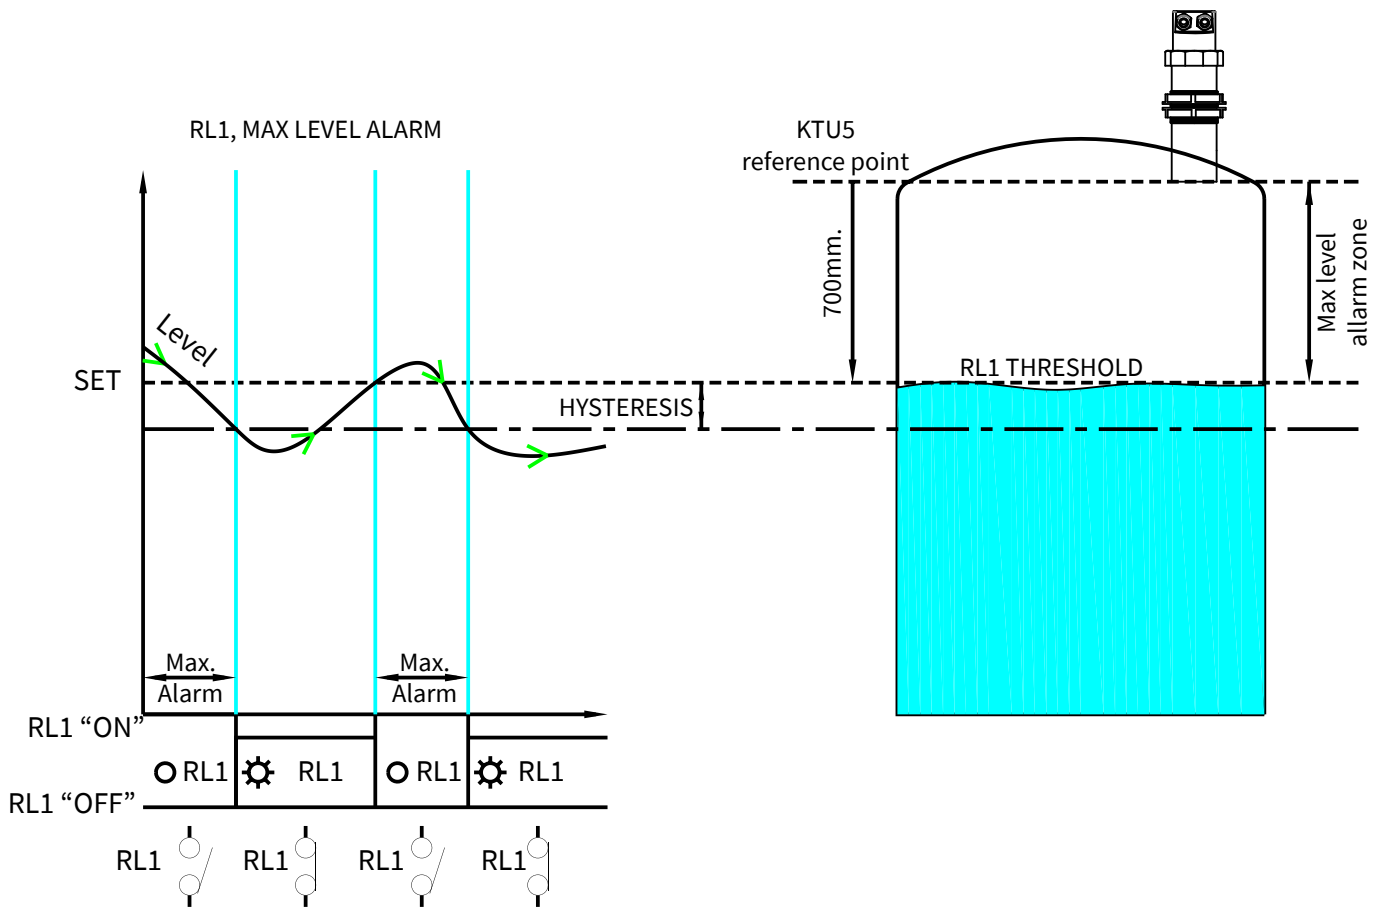 RL1, MAX LEVEL ALARM
KTU5
reference point
700mm.
Max level
allarm zone
Level
SET
RL1 THRESHOLD
HYSTERESIS
Max.
Alarm
Max.
Alarm
RL1 “ON”
RL1
RL1
RL1
RL1
RL1 “OFF”
RL1
RL1
RL1
RL1